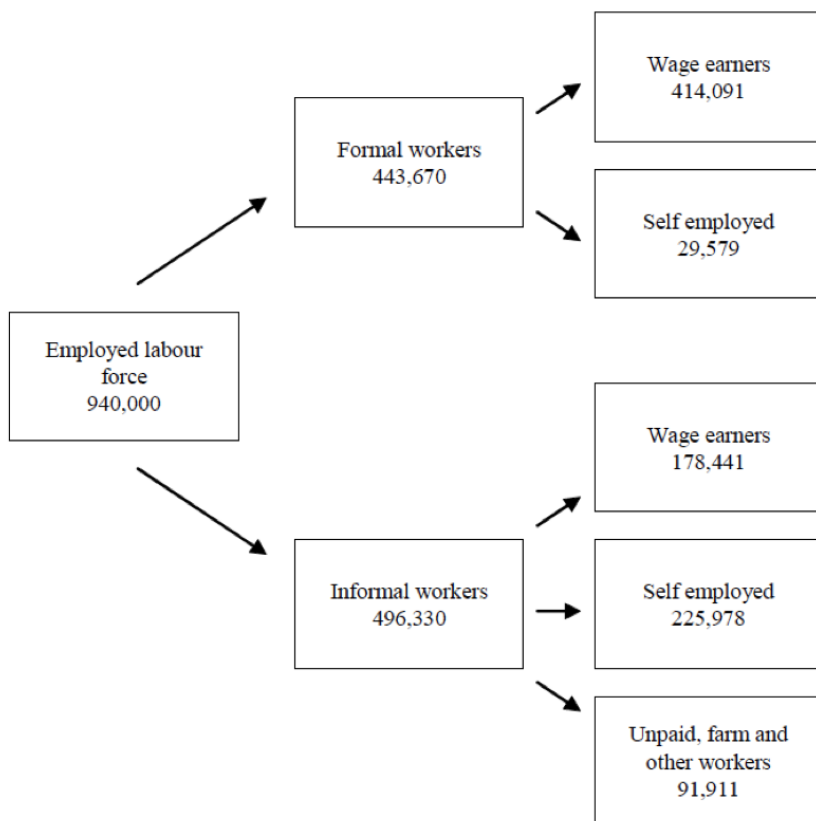 Wage earners
414,091
Formal workers
443,670
Self employed
29,579
Employed labour
force
940,000
Wage earners
178,441
Informal workers
496,330
Self employed
225,978
Unpaid, farm and
other workers
91,911